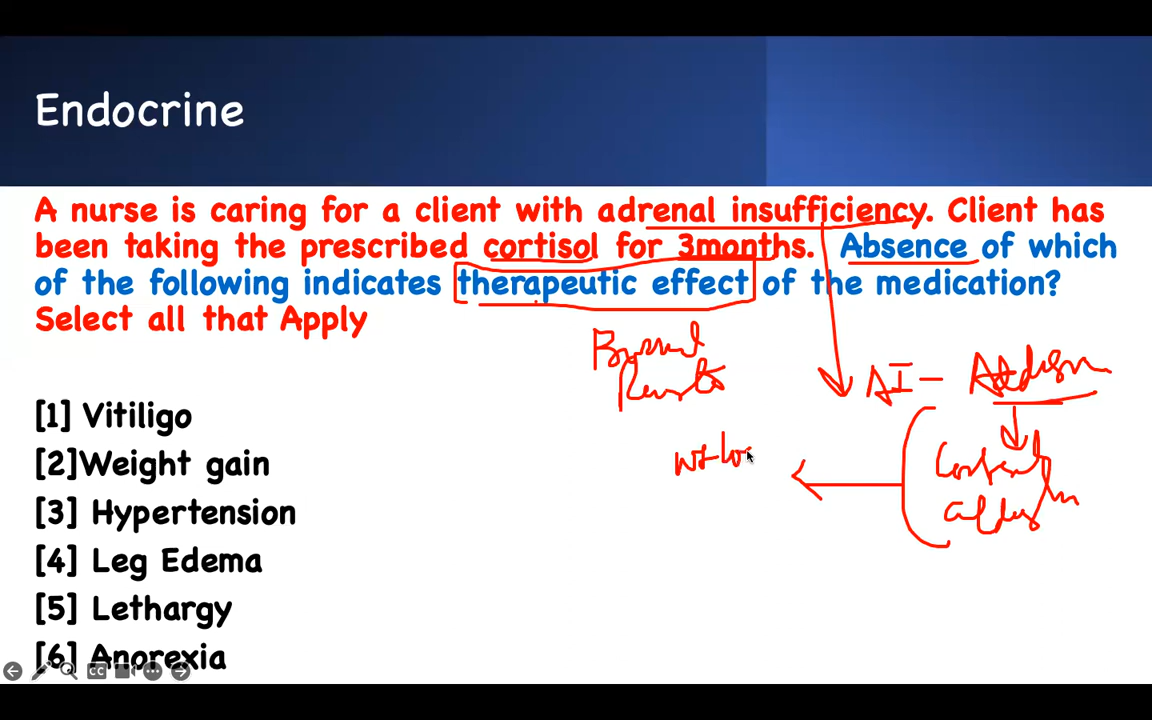 Endocrine
A nurse is caring for a client with adrenal insufficiency. Client has
been taking the prescribed cortisol for 3months. Absence of which
of the following indicates therapeutic effect of the medication?
Select all that Apply
AI -
[1] Vitiligo
[2]Weight gain
[3] Hypertension
[4] Leg Edema
[5] Lethargy
[6] Anorexia
CC